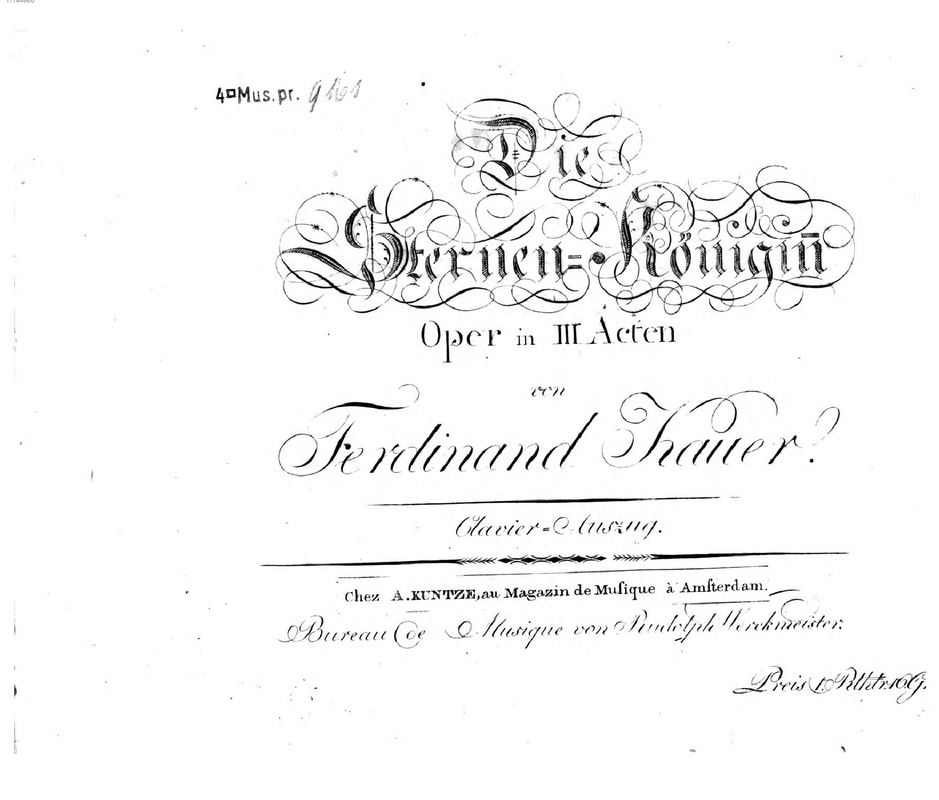 4°Mus.pr.
Die
Sternen=Königin̄
Oper in III Acten
von
Ferdinand Kauer.
Clavier=Auszug.
Chez A. KUNTZE, au Magazin de Muſique à Amſterdam.
Bureau de Musique von Rudolph Werckmeister.
Preis 1. Rthlr. 16 G.